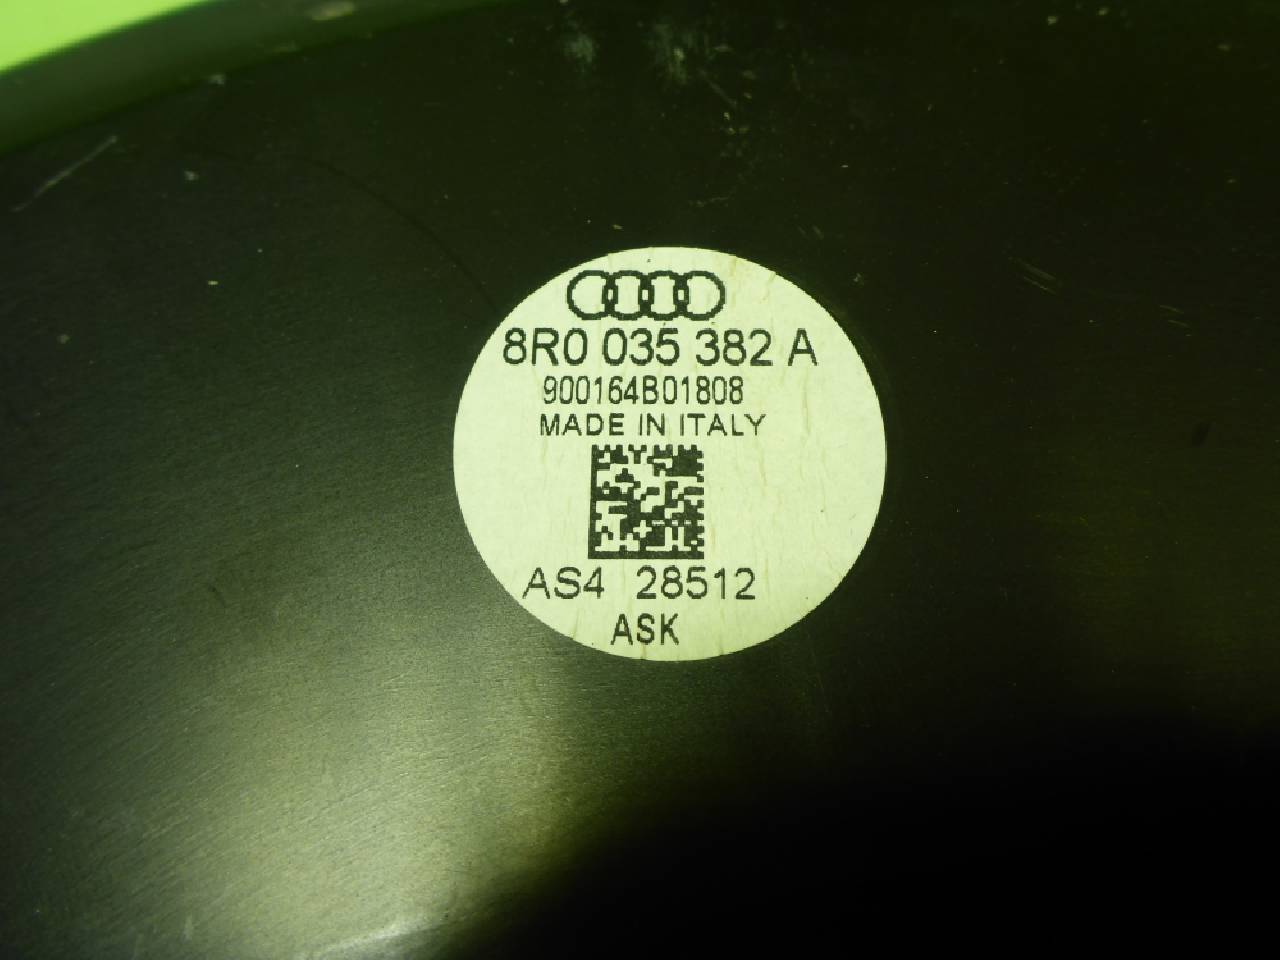 8R0 035 382 A
900164B01808
MADE IN ITALY
AS4 28512
ASK